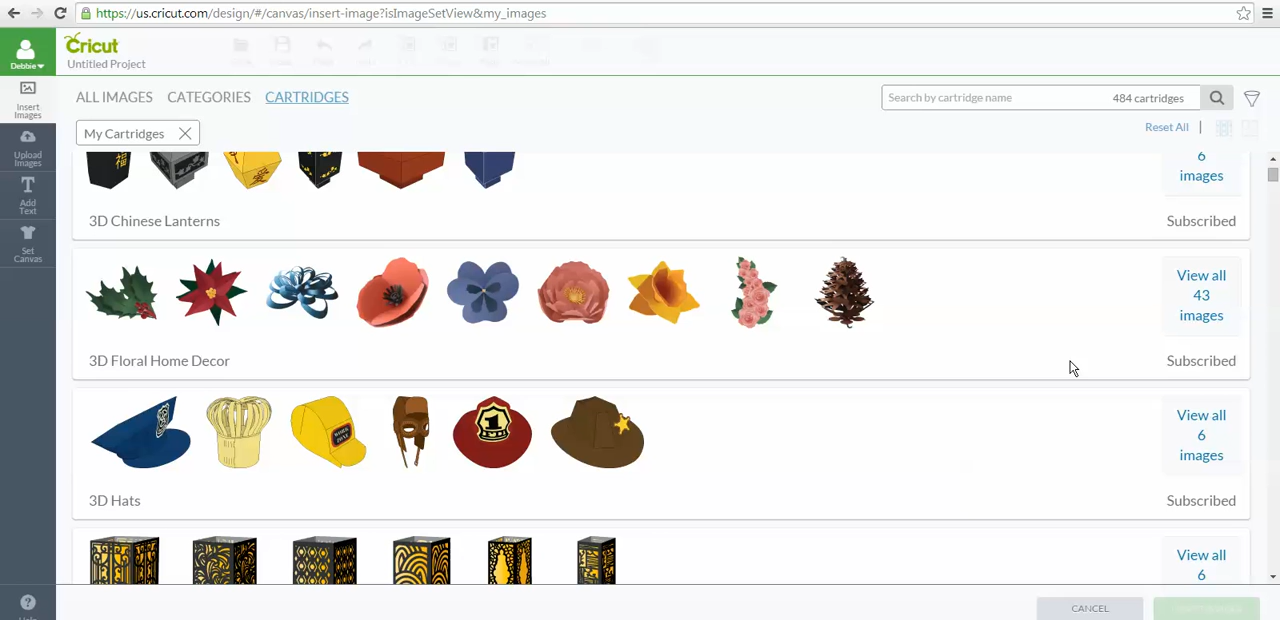 https://us.cricut.com/design/#/canvas/insert-image?isImageSetView&my_images
Debbie
Cricut
Untitled Project
Insert
Images
Upload
Images
Add
Text
Set
Canvas
ALL IMAGES CATEGORIES CARTRIDGES
Search by cartridge name 484 cartridges
My Cartridges
Reset All
6
images
3D Chinese Lanterns Subscribed
View all
43
images
3D Floral Home Decor Subscribed
1
View all
6
images
3D Hats Subscribed
View all
6
CANCEL